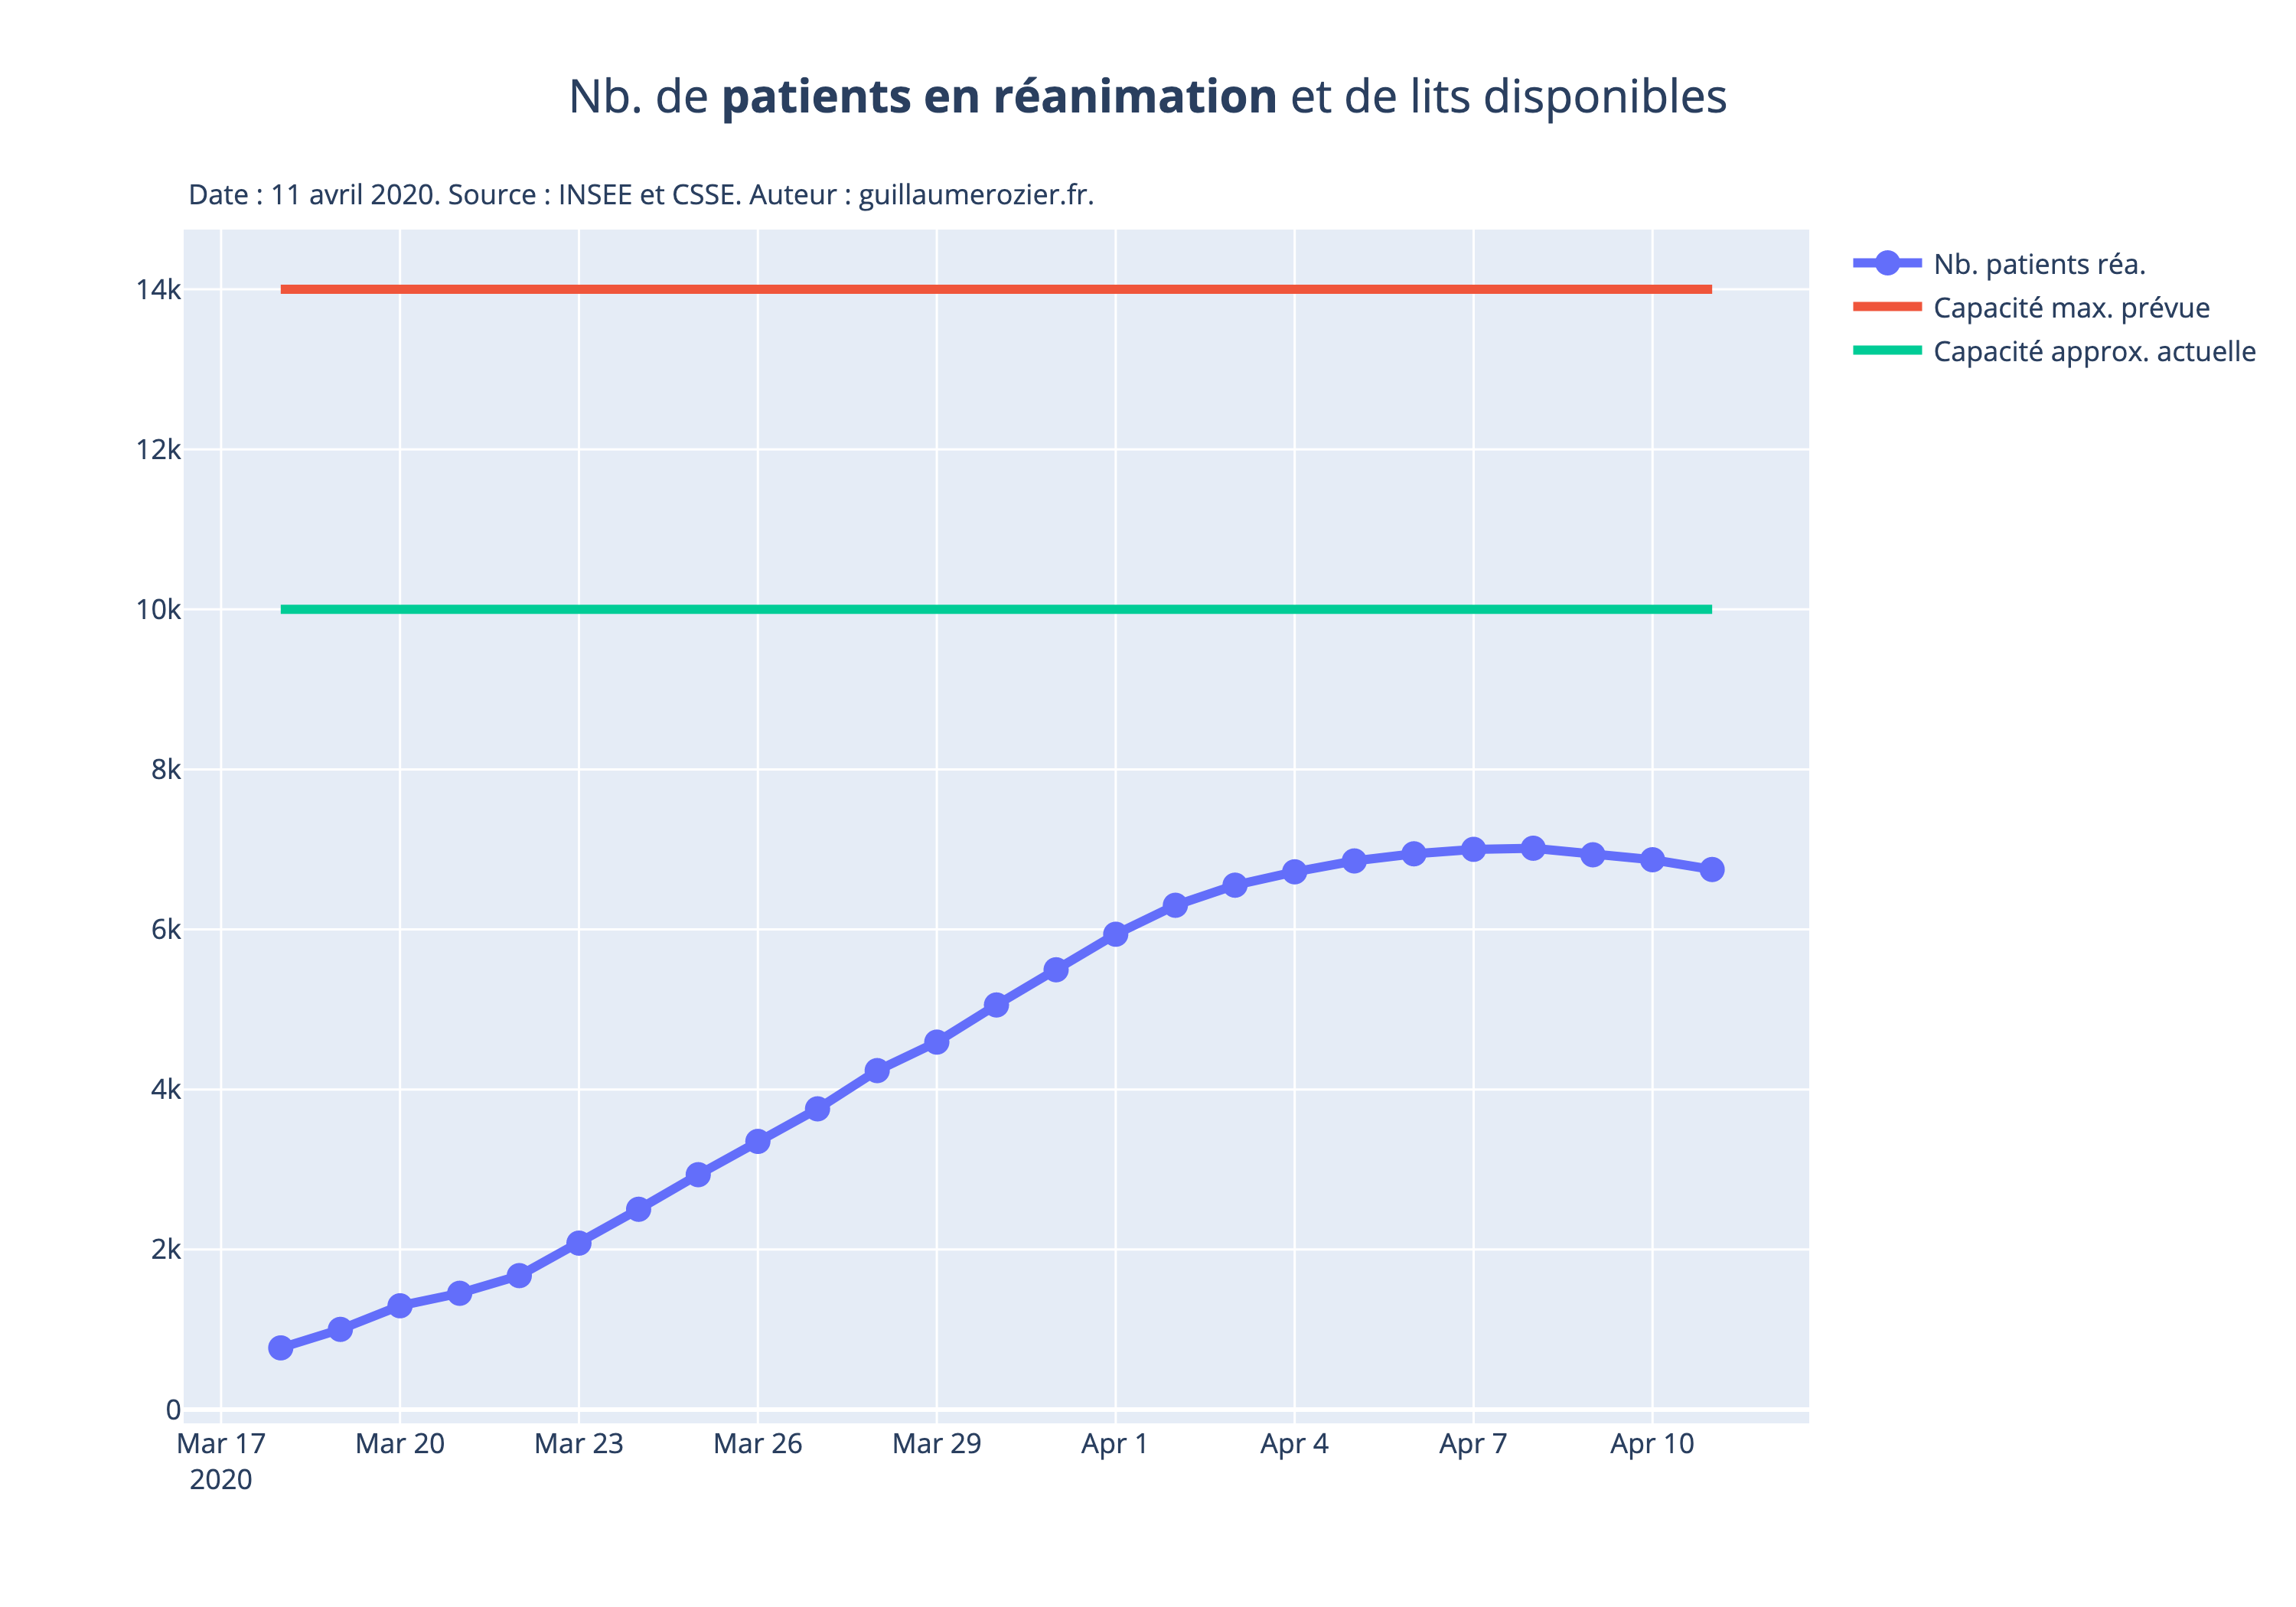 Nb. de patients en réanimation et de lits disponibles
Date : 11 avril 2020. Source : INSEE et CSSE. Auteur : guillaumerozier.fr.
Nb. patients réa.
Capacité max. prévue
Capacité approx. actuelle
14k
12k
10k
8k
6k
4k
2k
0
Mar 17 Mar 20 Mar 23 Mar 26 Mar 29 Apr 1 Apr 4 Apr 7 Apr 10
2020